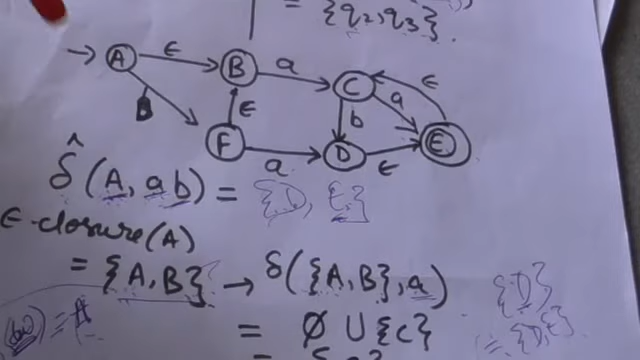 = {q₂, q₃}.
A ε B a C ε
b a E
F ε a D ε
δ̂(A, ab) = {D, E}
ε-closure(A)
= {A, B} → δ({A, B}, a) {D}
= ∅ ∪ {c} = {D, E}